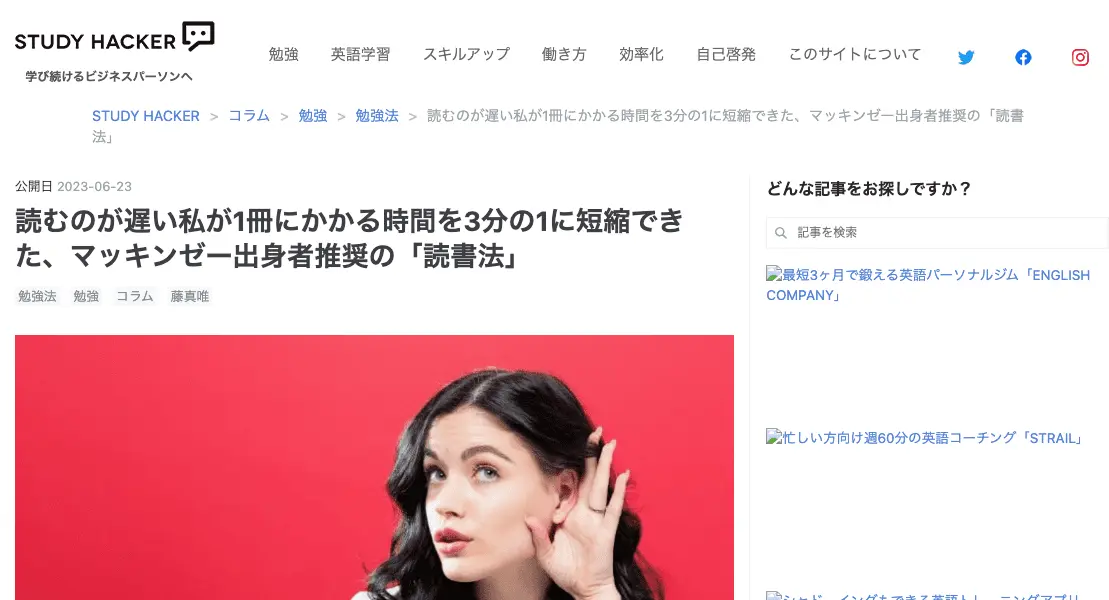 STUDY HACKER
学び続けるビジネスパーソンへ
勉強 英語学習 スキルアップ 働き方 効率化 自己啓発 このサイトについて
STUDY HACKER > コラム > 勉強 > 勉強法 > 読むのが遅い私が1冊にかかる時間を3分の1に短縮できた、マッキンゼー出身者推奨の「読書
法」
公開日 2023-06-23
読むのが遅い私が1冊にかかる時間を3分の1に短縮でき
た、マッキンゼー出身者推奨の「読書法」
勉強法 勉強 コラム 藤真唯
どんな記事をお探しですか？
記事を検索
最短3ヶ月で鍛える英語パーソナルジム「ENGLISH
COMPANY」
忙しい方向け週60分の英語コーチング「STRAIL」